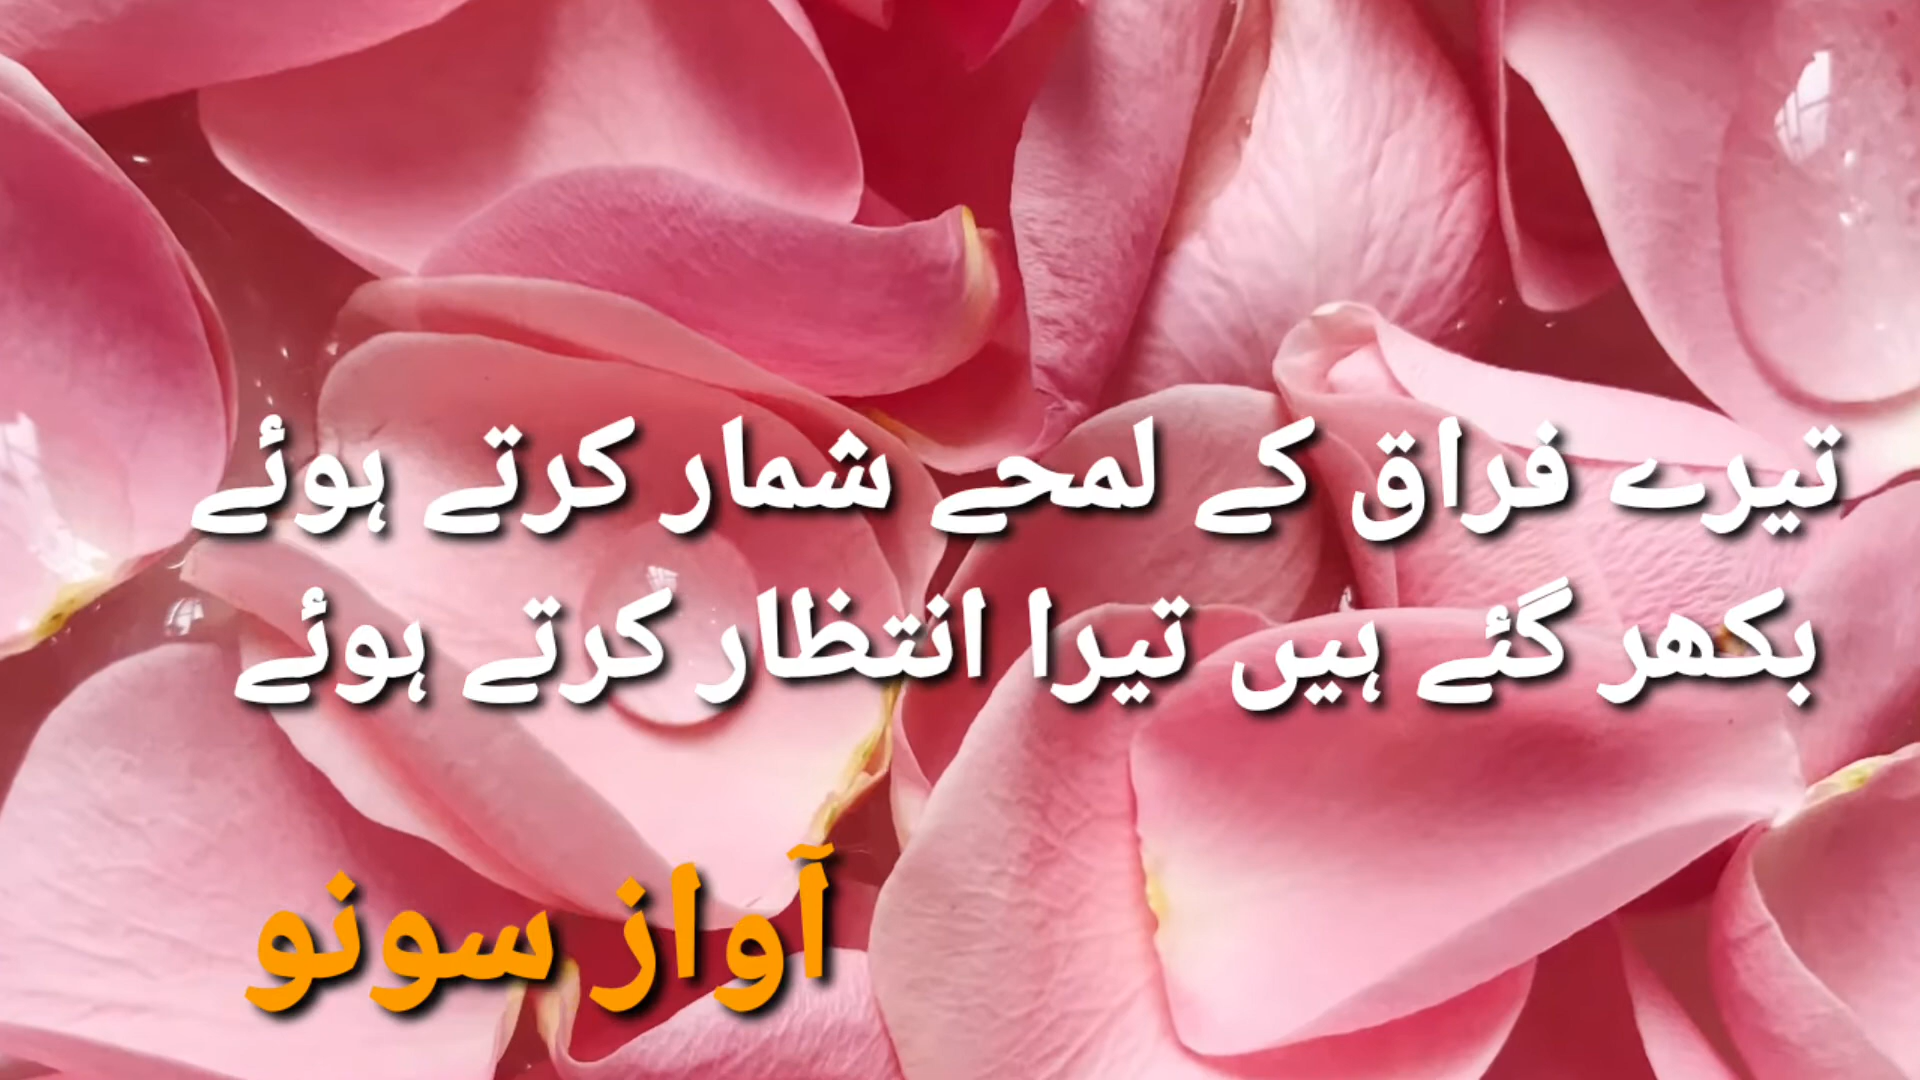 تیرے فراق کے لمحے شمار کرتے ہوئے
بکھر گئے ہیں تیرا انتظار کرتے ہوئے
آواز سونو